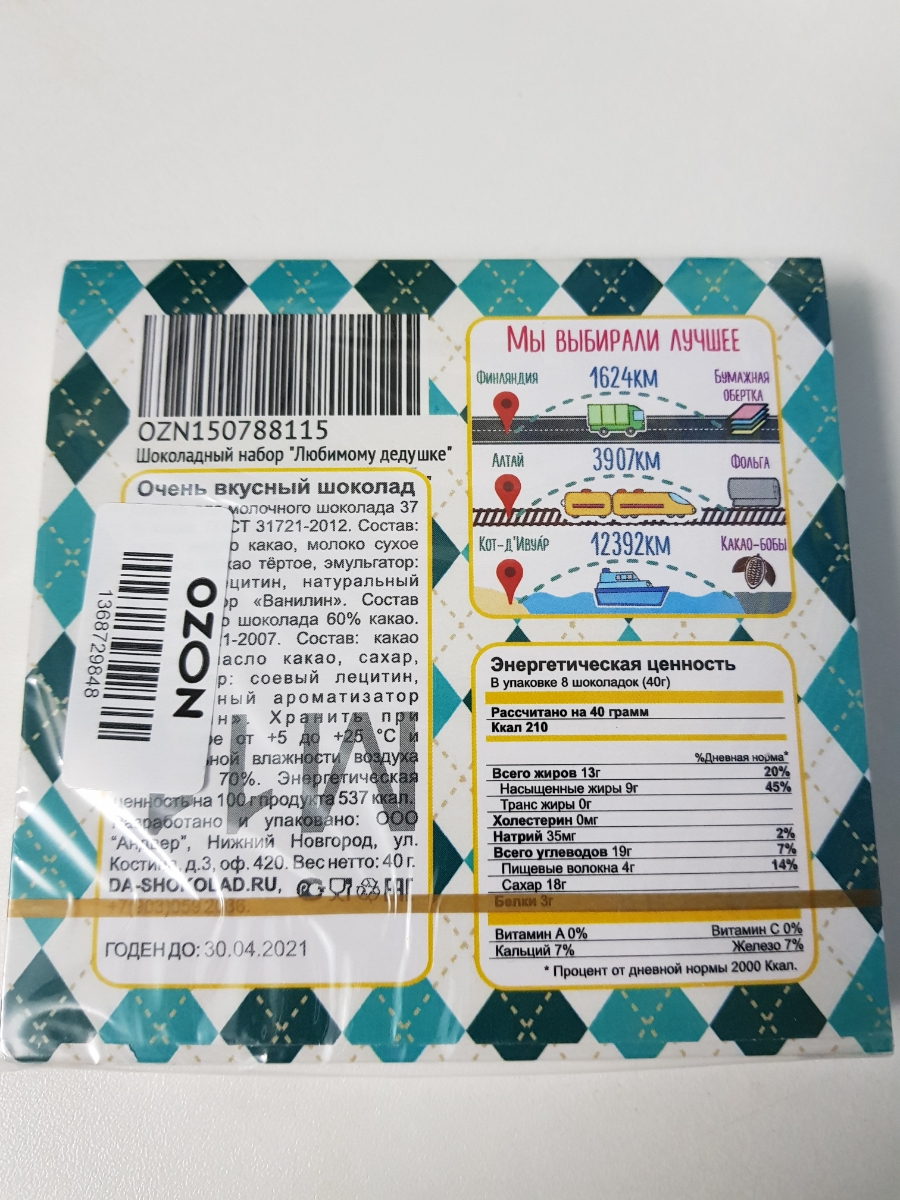 OZN150788115
Шоколадный набор "Любимому дедушке"
Очень вкусный шоколад
молочного шоколада 37
СТ 31721-2012. Состав:
какао, молоко сухое
тёртое, эмульгатор:
натуральный
«Ванилин». Состав
шоколада 60% какао.
1-2007. Состав: какао
масло какао, сахар,
соевый лецитин,
ароматизатор
Хранить при
от +5 до +25 °C и
влажности воздуха
70%. Энергетическая
ценность на 100 г продукта 537 ккал.
Разработано и упаковано: ООО
"Андвер", Нижний Новгород, ул.
Костина, д.3, оф. 420. Вес нетто: 40 г.
DA-SHOKOLAD.RU,
ГОДЕН ДО: 30.04.2021
1368729848
OZON
Мы выбирали лучшее
Финляндия 1624км Бумажная
обертка
Алтай 3907км Фольга
Кот-д'Ивуáр 12392км Какао-бобы
Энергетическая ценность
В упаковке 8 шоколадок (40г)
Рассчитано на 40 грамм
Ккал 210
%Дневная норма*
Всего жиров 13г 20%
Насыщенные жиры 9г 45%
Транс жиры 0г
Холестерин 0мг
Натрий 35мг 2%
Всего углеводов 19г 7%
Пищевые волокна 4г 14%
Сахар 18г
Белки 3г
Витамин А 0% Витамин С 0%
Кальций 7% Железо 7%
* Процент от дневной нормы 2000 Ккал.